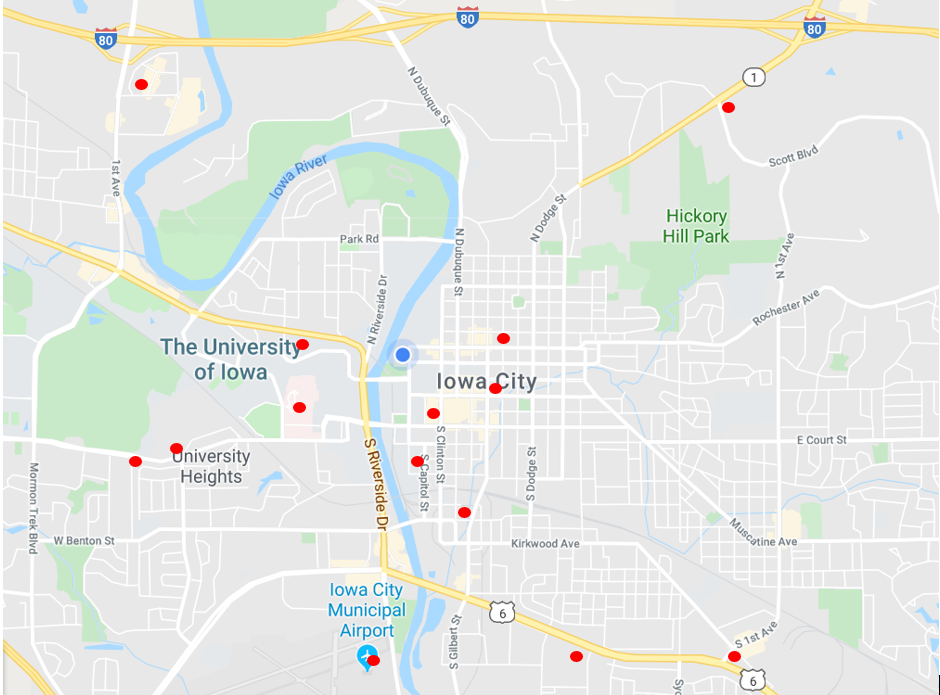 80
80
80
1
N Dubuque St
Scott Blvd
1st Ave
Iowa River
N Dodge St
Hickory
Hill Park
Park Rd
N Dubuque St
N 1st Ave
N Riverside Dr
Rochester Ave
The University
of Iowa
Iowa City
S Clinton St
E Court St
University
Heights
S Riverside Dr
S Capitol St
S Dodge St
Mormon Trek Blvd
W Benton St
Kirkwood Ave
Muscatine Ave
Iowa City
Municipal
Airport
6
S Gilbert St
S 1st Ave
6